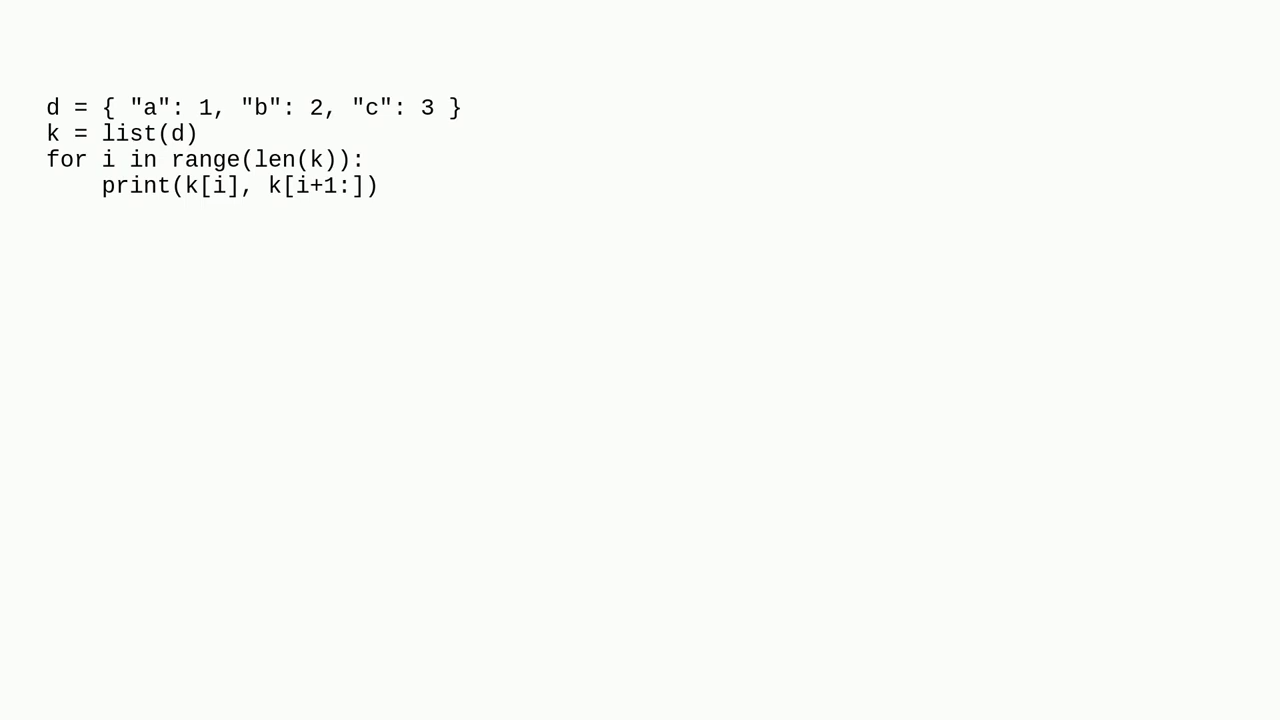 d = { "a": 1, "b": 2, "c": 3 }
k = list(d)
for i in range(len(k)):
    print(k[i], k[i+1:])